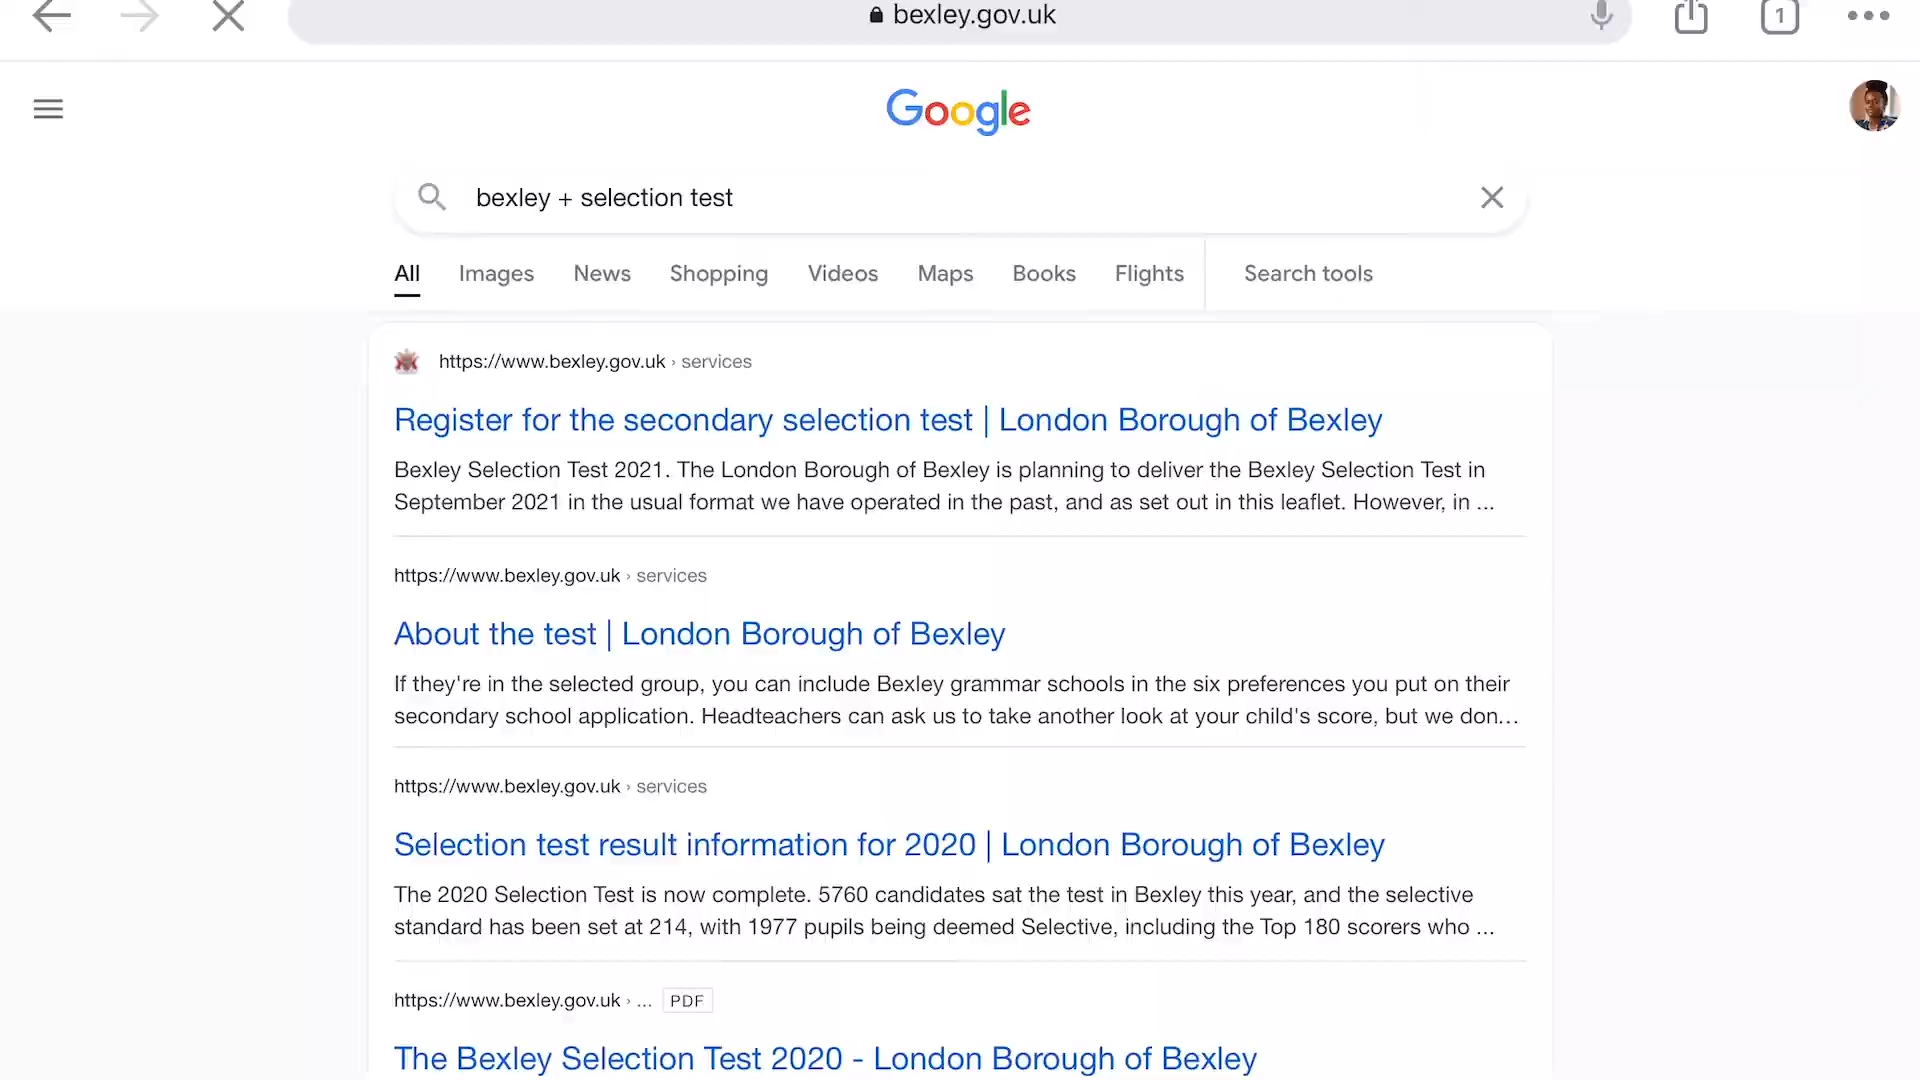 bexley.gov.uk
1
Google
bexley + selection test
All Images News Shopping Videos Maps Books Flights Search tools
https://www.bexley.gov.uk › services
Register for the secondary selection test | London Borough of Bexley
Bexley Selection Test 2021. The London Borough of Bexley is planning to deliver the Bexley Selection Test in
September 2021 in the usual format we have operated in the past, and as set out in this leaflet. However, in ...
https://www.bexley.gov.uk › services
About the test | London Borough of Bexley
If they're in the selected group, you can include Bexley grammar schools in the six preferences you put on their
secondary school application. Headteachers can ask us to take another look at your child's score, but we don...
https://www.bexley.gov.uk › services
Selection test result information for 2020 | London Borough of Bexley
The 2020 Selection Test is now complete. 5760 candidates sat the test in Bexley this year, and the selective
standard has been set at 214, with 1977 pupils being deemed Selective, including the Top 180 scorers who ...
https://www.bexley.gov.uk › ... PDF
The Bexley Selection Test 2020 - London Borough of Bexley